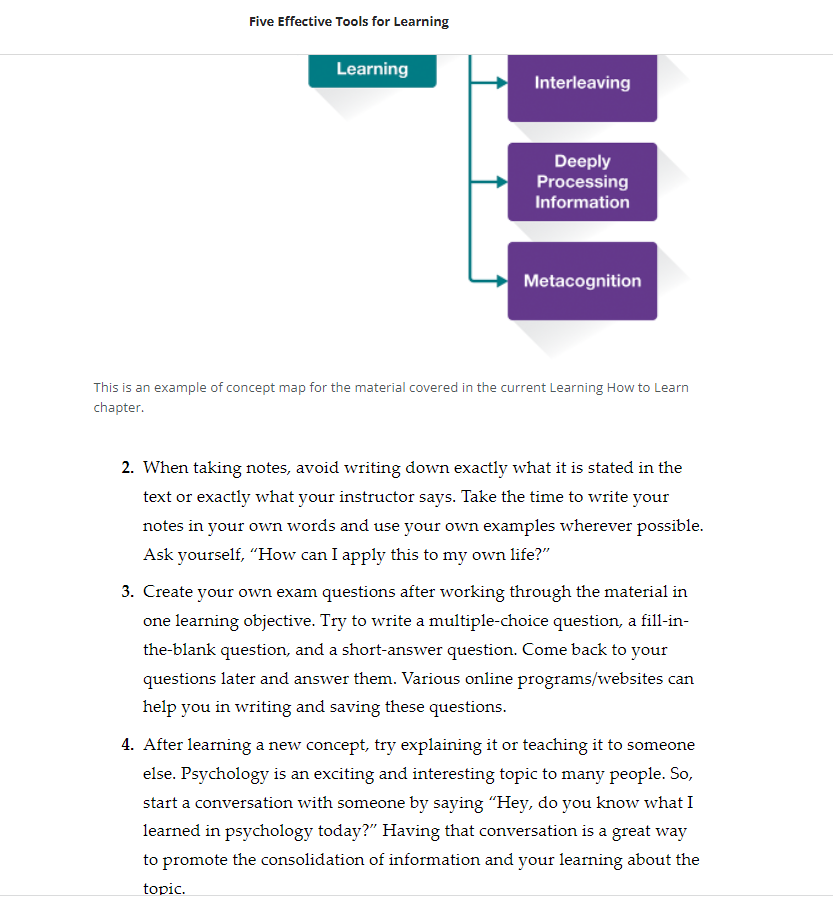 Five Effective Tools for Learning
Learning
Interleaving
Deeply
Processing
Information
Metacognition
This is an example of concept map for the material covered in the current Learning How to Learn
chapter.
2. When taking notes, avoid writing down exactly what it is stated in the
text or exactly what your instructor says. Take the time to write your
notes in your own words and use your own examples wherever possible.
Ask yourself, “How can I apply this to my own life?”
3. Create your own exam questions after working through the material in
one learning objective. Try to write a multiple-choice question, a fill-in-
the-blank question, and a short-answer question. Come back to your
questions later and answer them. Various online programs/websites can
help you in writing and saving these questions.
4. After learning a new concept, try explaining it or teaching it to someone
else. Psychology is an exciting and interesting topic to many people. So,
start a conversation with someone by saying “Hey, do you know what I
learned in psychology today?” Having that conversation is a great way
to promote the consolidation of information and your learning about the
topic.